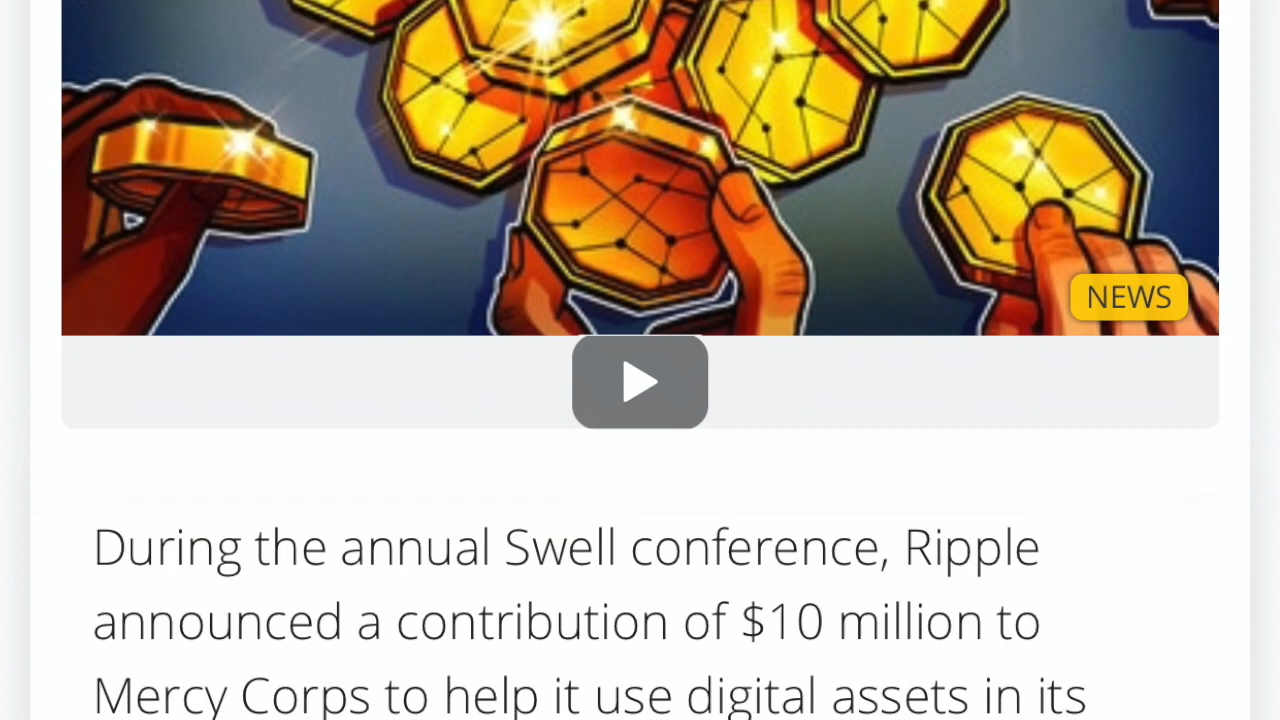 NEWS
During the annual Swell conference, Ripple
announced a contribution of $10 million to
Mercy Corps to help it use digital assets in its